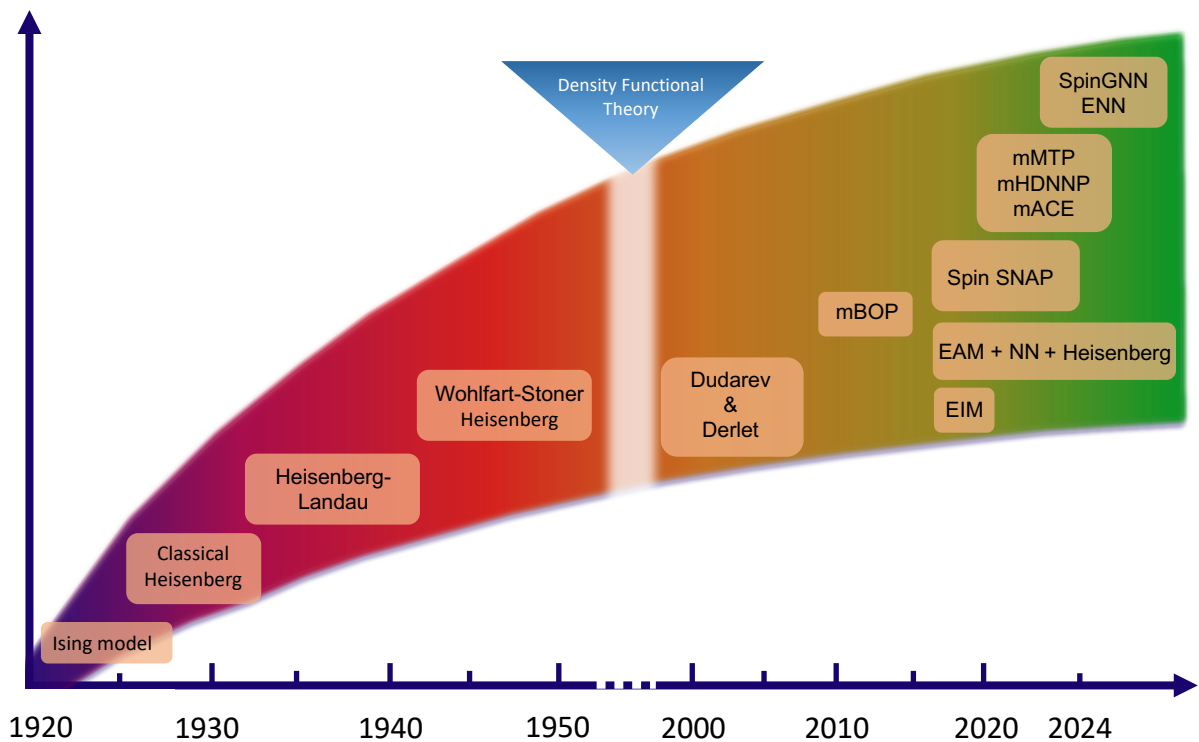 Density Functional
Theory
SpinGNN
ENN
mMTP
mHDNNP
mACE
Spin SNAP
mBOP
EAM + NN + Heisenberg
EIM
Dudarev
&
Derlet
Wohlfart-Stoner
Heisenberg
Heisenberg-
Landau
Classical
Heisenberg
Ising model
1920 1930 1940 1950 2000 2010 2020 2024